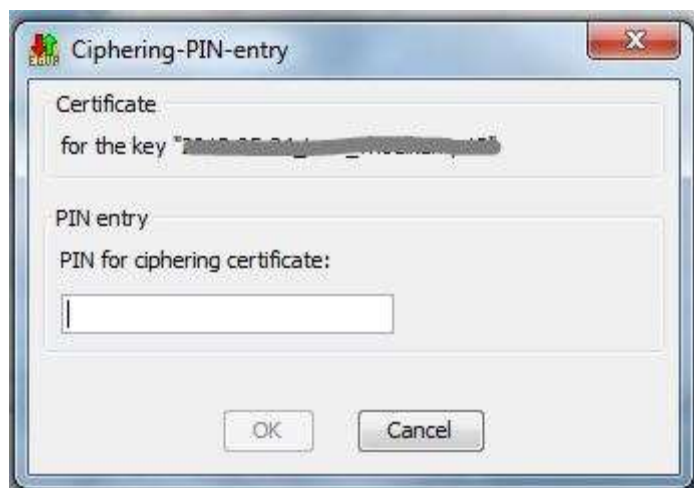 Ciphering-PIN-entry
Certificate
for the key "
PIN entry
PIN for ciphering certificate:
OK
Cancel